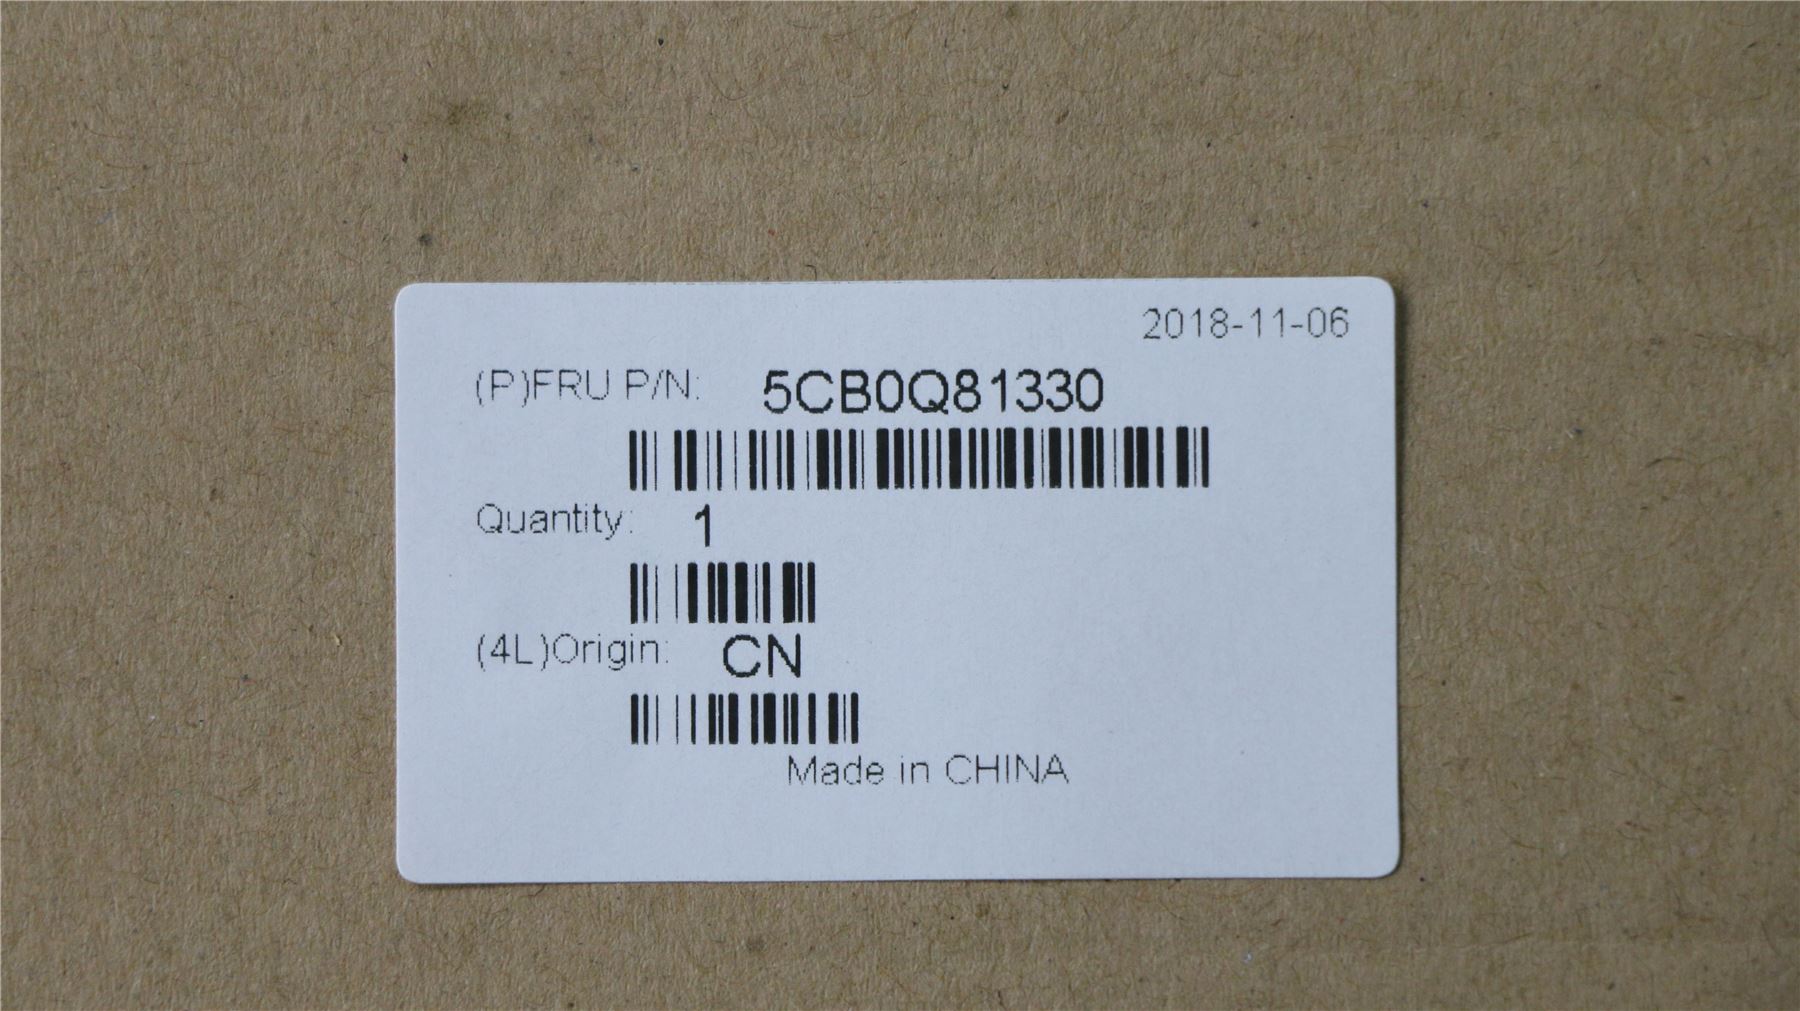 2018-11-06
(P)FRU P/N: 5CB0Q81330
Quantity: 1
(4L)Origin: CN
Made in CHINA